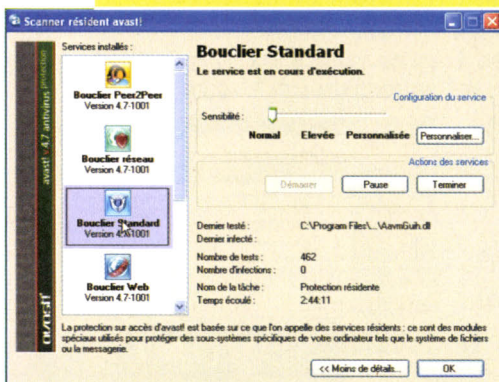 Scanner résident avast!
Services installés :
Bouclier Peer2Peer
Version 4.7-1001
Bouclier réseau
Version 4.7-1001
Bouclier Standard
Version 4.7-1001
Bouclier Web
Version 4.7-1001
avast! v 4.7 antivirus protection
avast!
Bouclier Standard
Le service est en cours d'exécution.
Configuration du service
Sensibilité :
Normal Elevée Personnalisée Personnaliser...
Actions des services
Démarrer Pause Terminer
Dernier testé : C:\Program Files\...\AavmGuih.dll
Dernier infecté :
Nombre de tests : 462
Nombre d'infections : 0
Nom de la tâche : Protection résidente
Temps écoulé : 2:44:11
La protection sur accès d'avast! est basée sur ce que l'on appelle des services résidents : ce sont des modules
spéciaux utilisés pour protéger des sous-systèmes spécifiques de votre ordinateur tels que le système de fichiers
ou la messagerie.
<< Moins de détails... OK